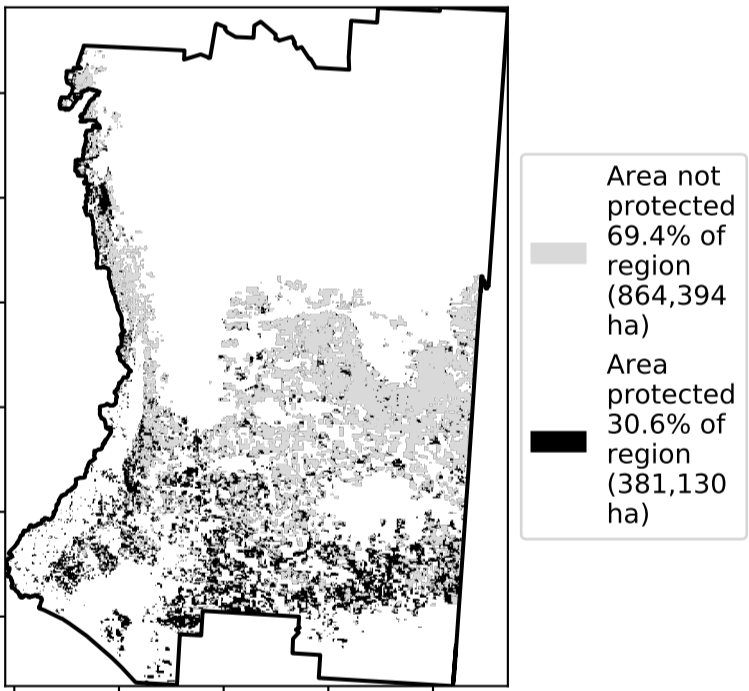 Area not
protected
69.4% of
region
(864,394
ha)
Area
protected
30.6% of
region
(381,130
ha)